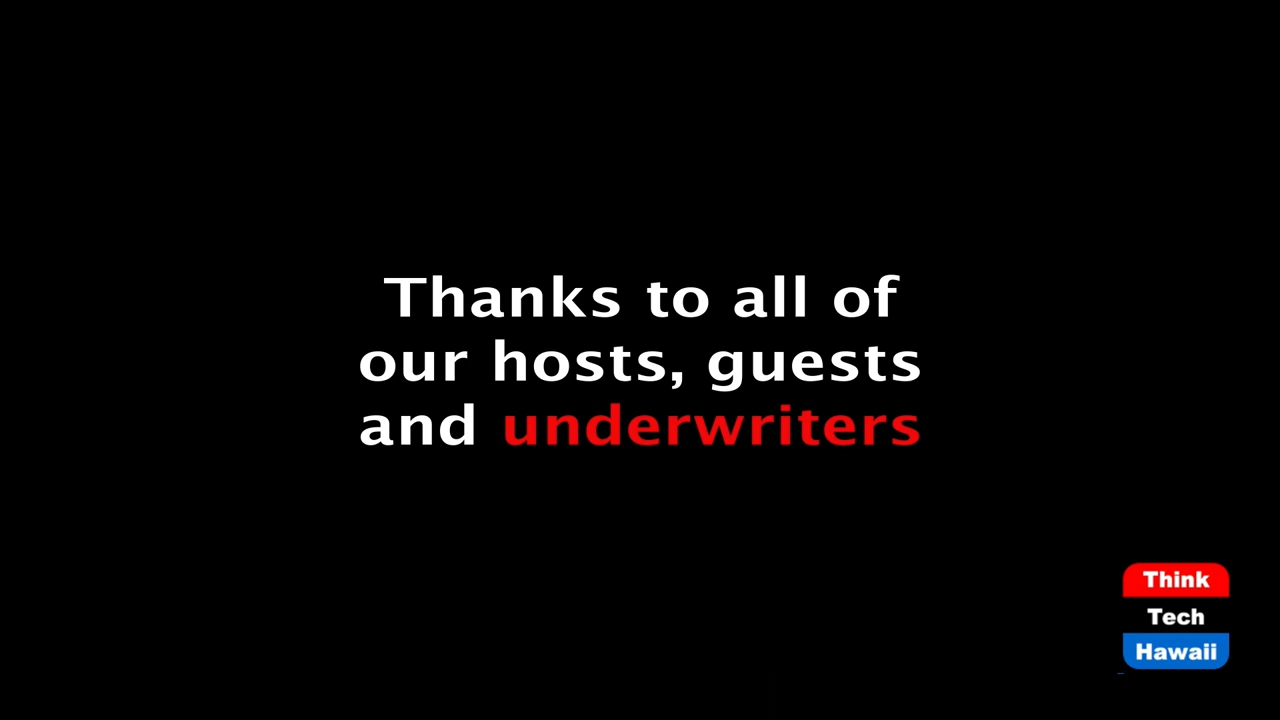 Thanks to all of
our hosts, guests
and underwriters
Think
Tech
Hawaii